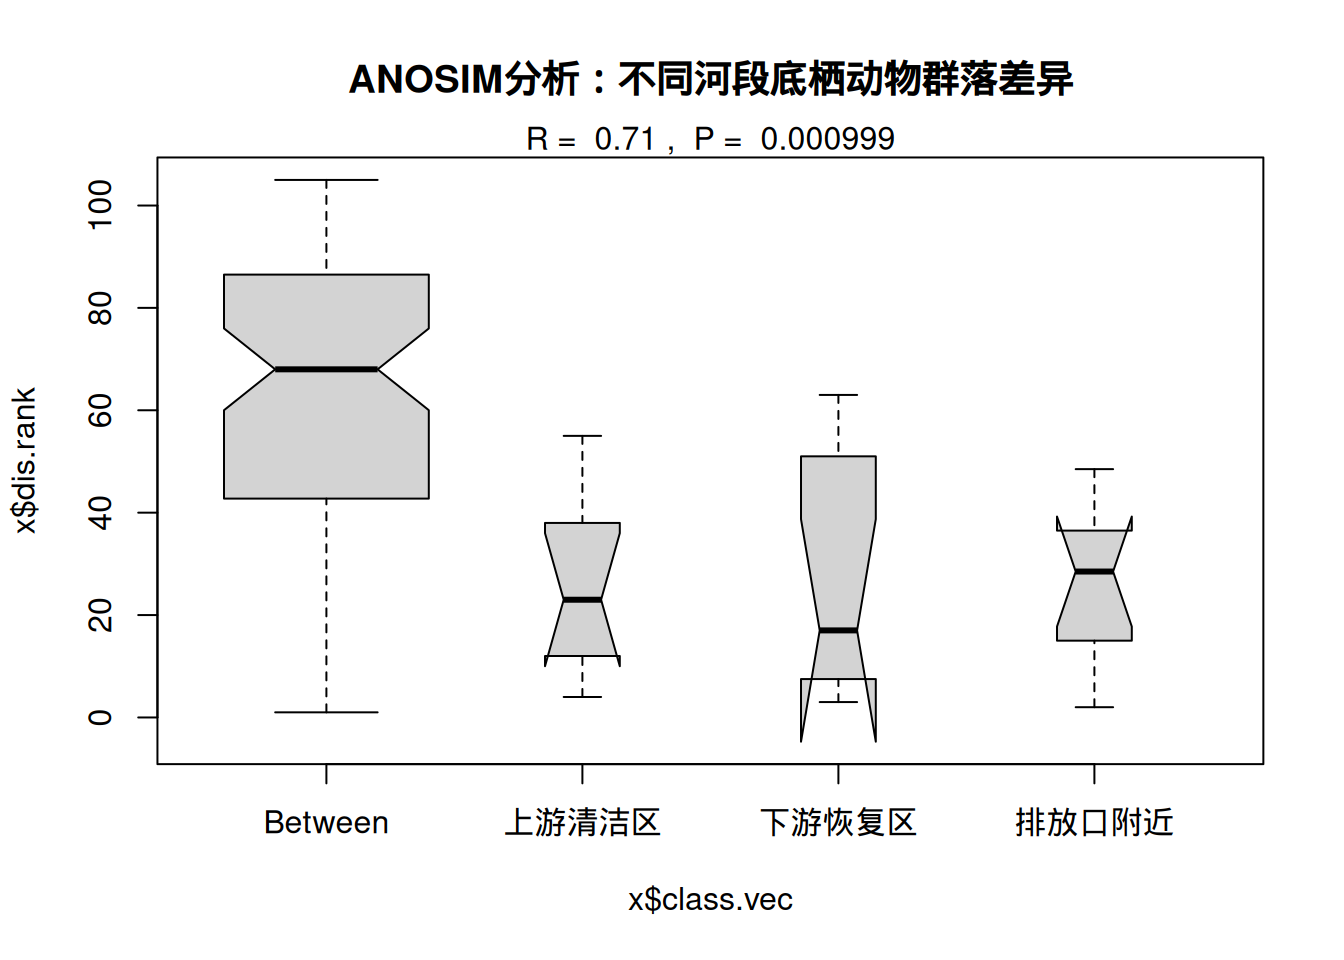 ANOSIM分析：不同河段底栖动物群落差异
R =  0.71 ,  P =  0.000999
x$dis.rank
100
80
60
40
20
0
Between 上游清洁区 下游恢复区 排放口附近
x$class.vec